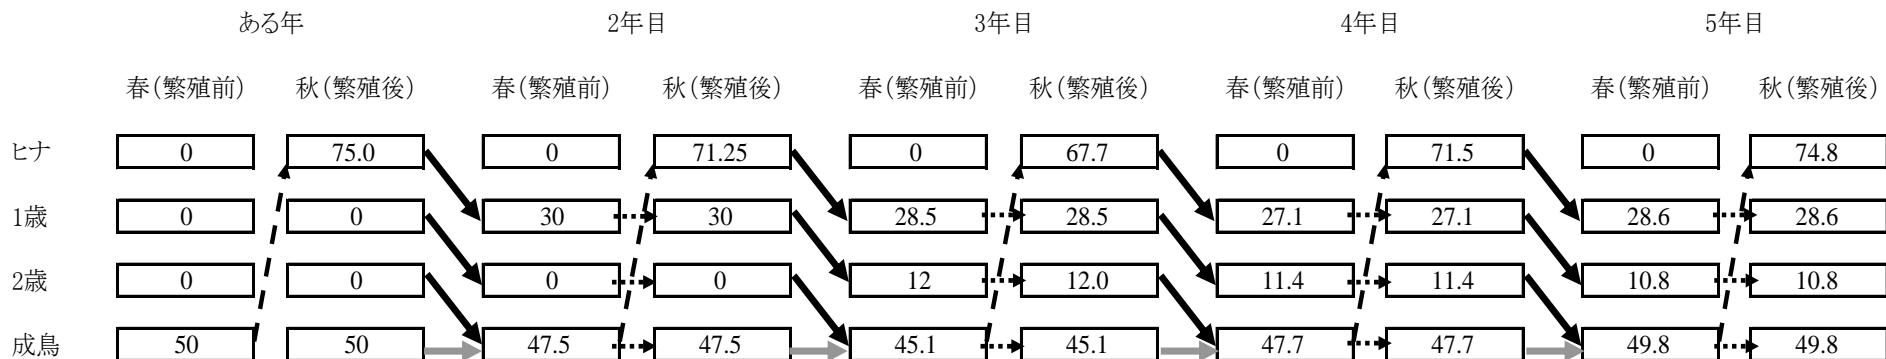 ある年 2年目 3年目 4年目 5年目
春(繁殖前) 秋(繁殖後) 春(繁殖前) 秋(繁殖後) 春(繁殖前) 秋(繁殖後) 春(繁殖前) 秋(繁殖後) 春(繁殖前) 秋(繁殖後)
ヒナ 0 75.0 0 71.25 0 67.7 0 71.5 0 74.8
1歳 0 0 30 30 28.5 28.5 27.1 27.1 28.6 28.6
2歳 0 0 0 0 12 12.0 11.4 11.4 10.8 10.8
成鳥 50 50 47.5 47.5 45.1 45.1 47.7 47.7 49.8 49.8